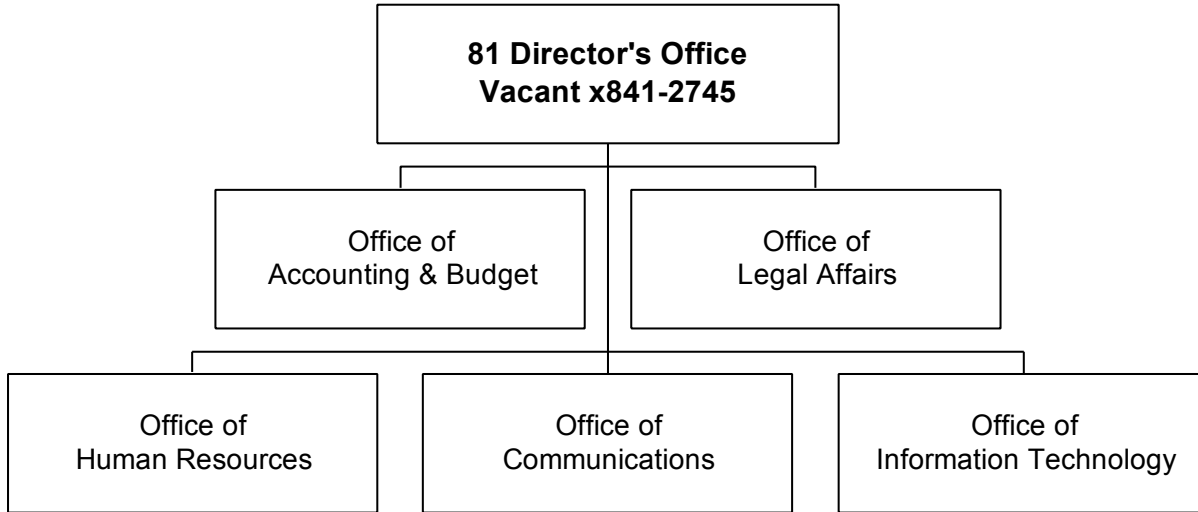 81 Director's Office
Vacant x841-2745
Office of
Accounting & Budget
Office of
Legal Affairs
Office of
Human Resources
Office of
Communications
Office of
Information Technology